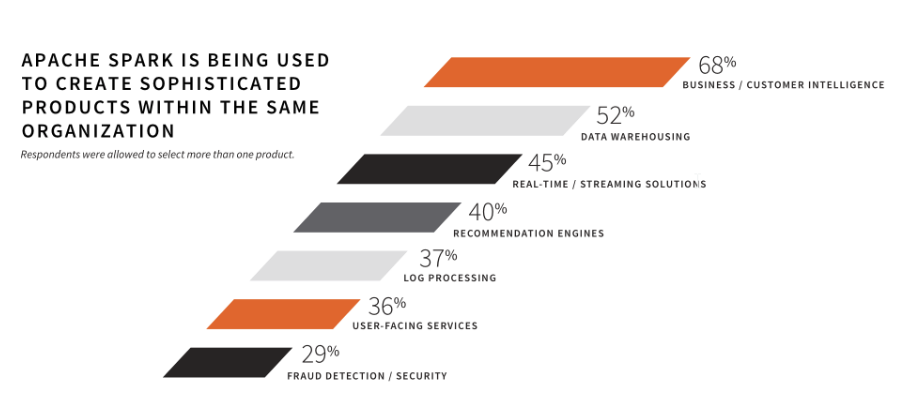 APACHE SPARK IS BEING USED
TO CREATE SOPHISTICATED
PRODUCTS WITHIN THE SAME
ORGANIZATION
Respondents were allowed to select more than one product.
68%
BUSINESS / CUSTOMER INTELLIGENCE
52%
DATA WAREHOUSING
45%
REAL-TIME / STREAMING SOLUTIONS
40%
RECOMMENDATION ENGINES
37%
LOG PROCESSING
36%
USER-FACING SERVICES
29%
FRAUD DETECTION / SECURITY